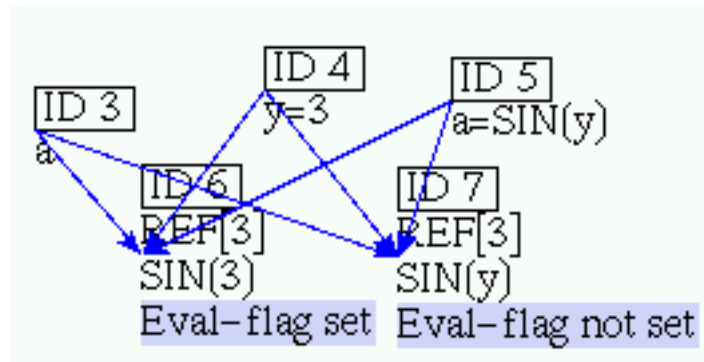 ID 4
ID 5
ID 3
y=3
a=SIN(y)
a
ID 6
ID 7
REF[3]
REF[3]
SIN(3)
SIN(y)
Eval-flag set
Eval-flag not set